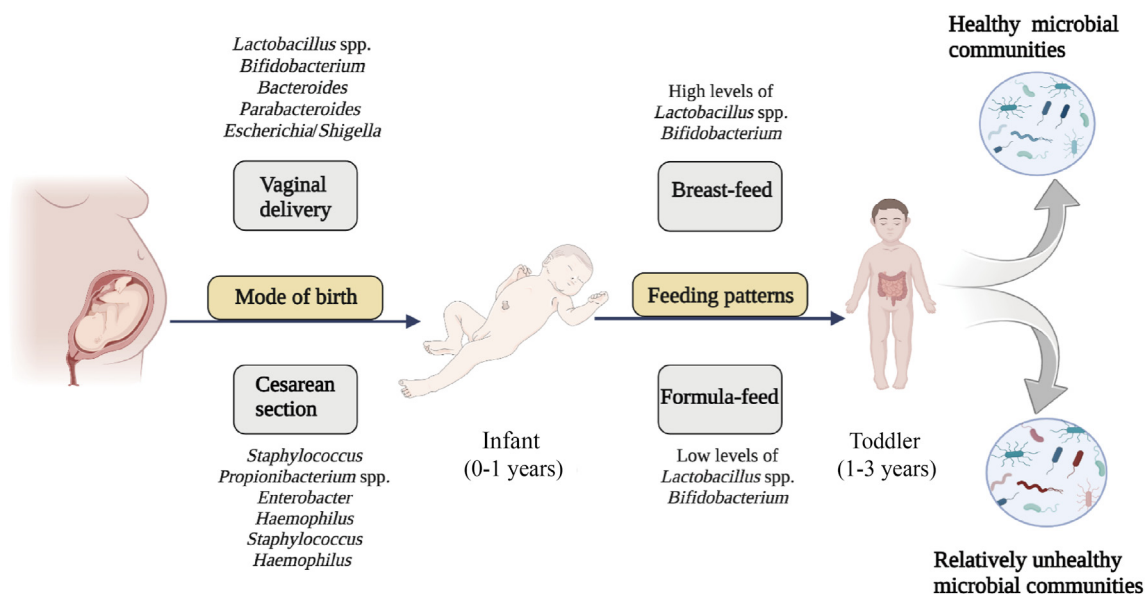 Lactobacillus spp.
Bifidobacterium
Bacteroides
Parabacteroides
Escherichia/Shigella
Vaginal
delivery
Mode of birth
Cesarean
section
Staphylococcus
Propionibacterium spp.
Enterobacter
Haemophilus
Staphylococcus
Haemophilus
Infant
(0-1 years)
High levels of
Lactobacillus spp.
Bifidobacterium
Breast-feed
Feeding patterns
Formula-feed
Low levels of
Lactobacillus spp.
Bifidobacterium
Toddler
(1-3 years)
Healthy microbial
communities
Relatively unhealthy
microbial communities